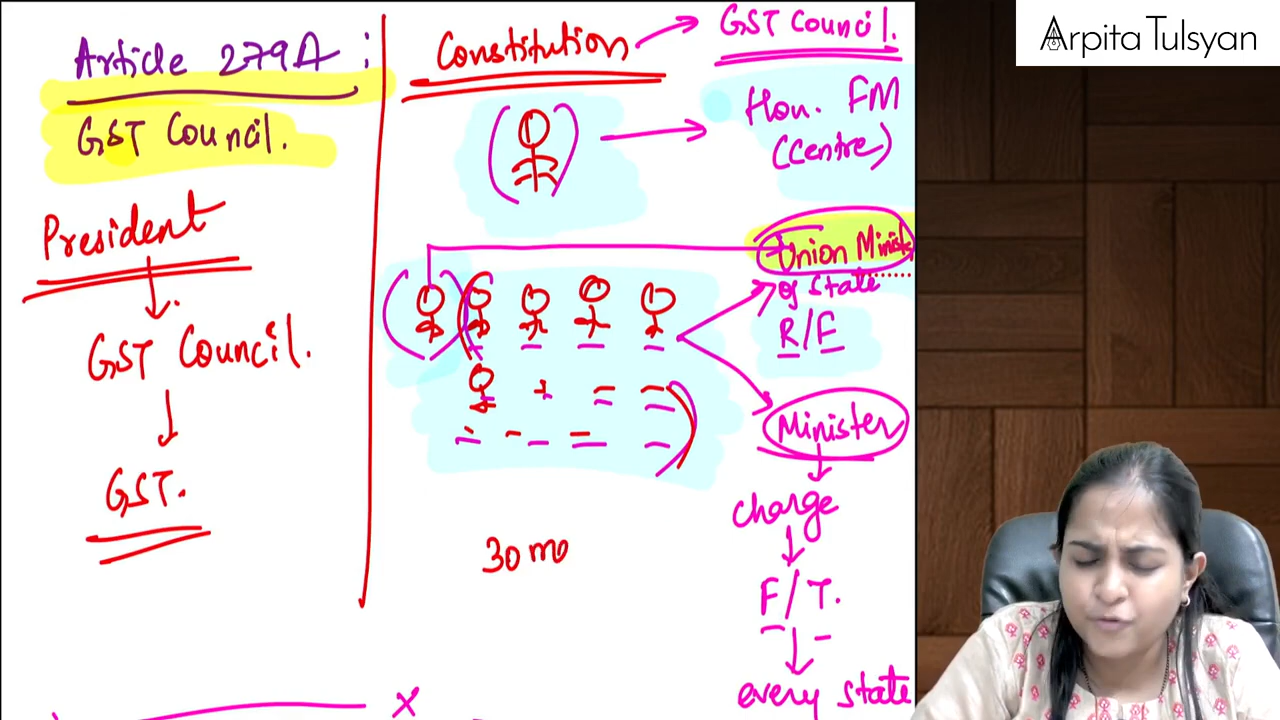 Article 279A :
GST Council.
President
GST Council.
GST.
Constitution
GST Council.
Hon. FM
(Centre)
Union Minist
of state
R/F
Minister
charge
F/T.
every state
30 mo
x
Arpita Tulsyan